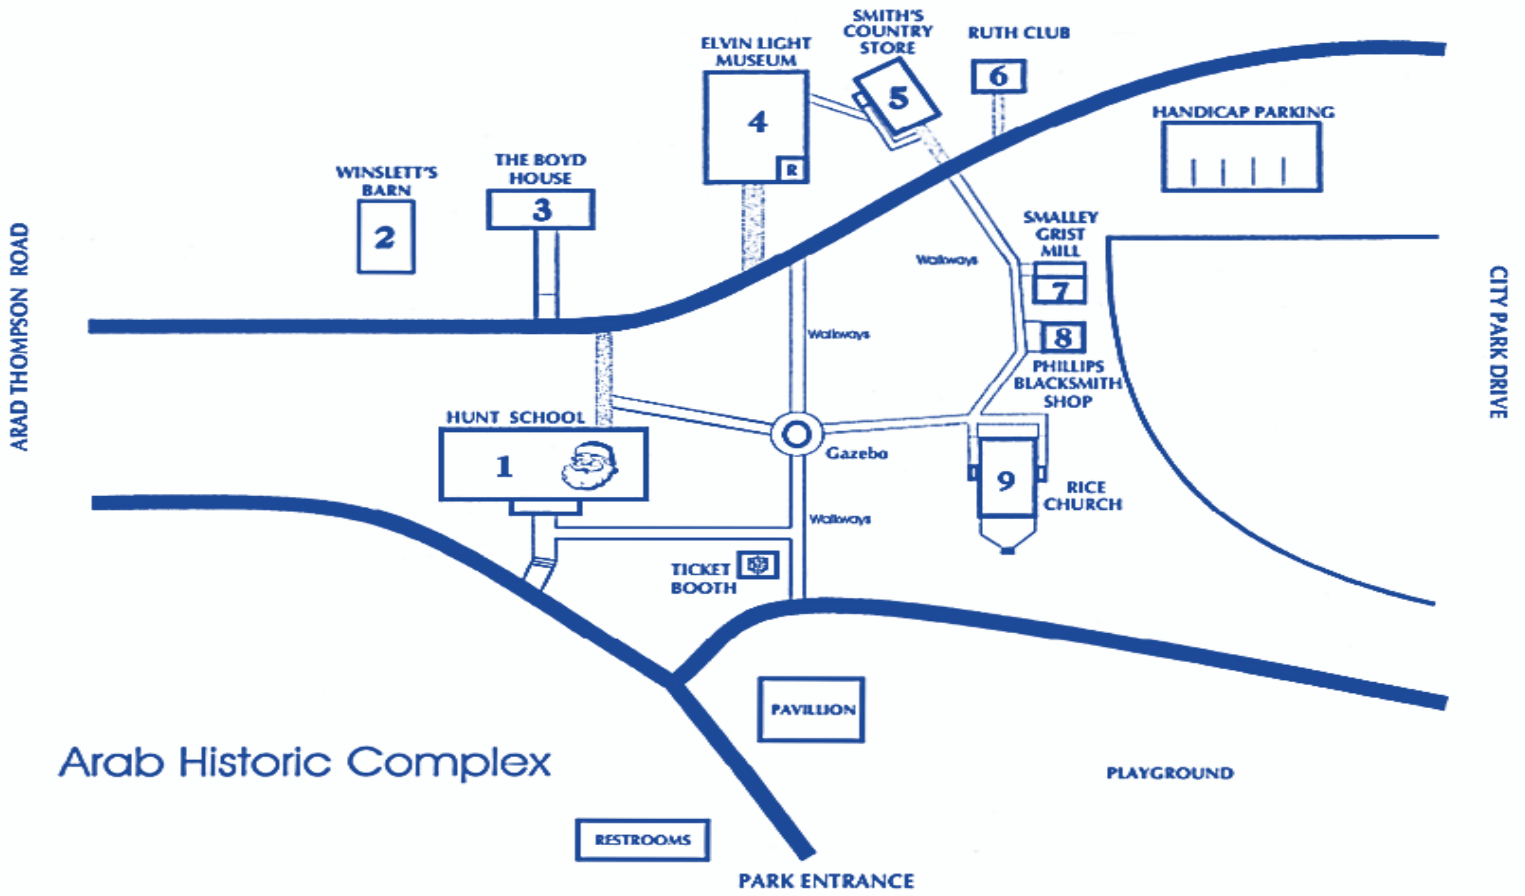 SMITH'S
COUNTRY
STORE
RUTH CLUB
ELVIN LIGHT
MUSEUM
5
6
4
HANDICAP PARKING
R
WINSLETT'S
BARN
THE BOYD
HOUSE
2
3
SMALLEY
GRIST
MILL
Walkways
7
ARAD THOMPSON ROAD
CITY PARK DRIVE
Walkways
8
PHILLIPS
BLACKSMITH
SHOP
HUNT SCHOOL
1
Gazebo
9
RICE
CHURCH
Walkways
TICKET
BOOTH
PAVILLION
Arab Historic Complex
PLAYGROUND
RESTROOMS
PARK ENTRANCE